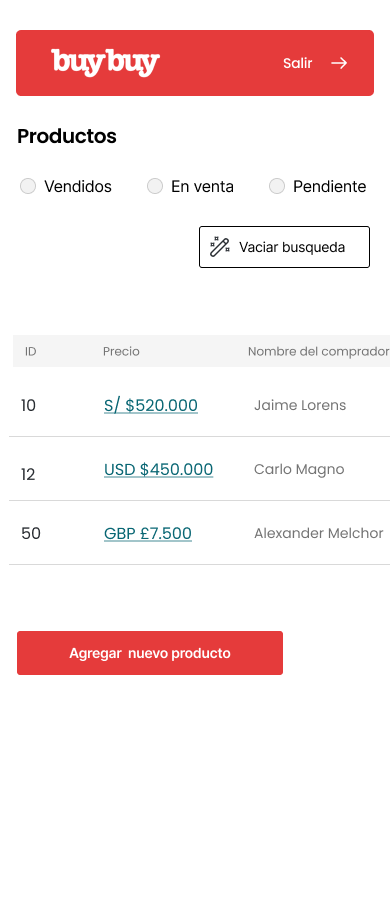 buybuy
Salir
Productos
Vendidos En venta Pendiente
Vaciar busqueda
ID Precio Nombre del comprador
10 S/ $520.000 Jaime Lorens
12 USD $450.000 Carlo Magno
50 GBP £7.500 Alexander Melchor
Agregar nuevo producto